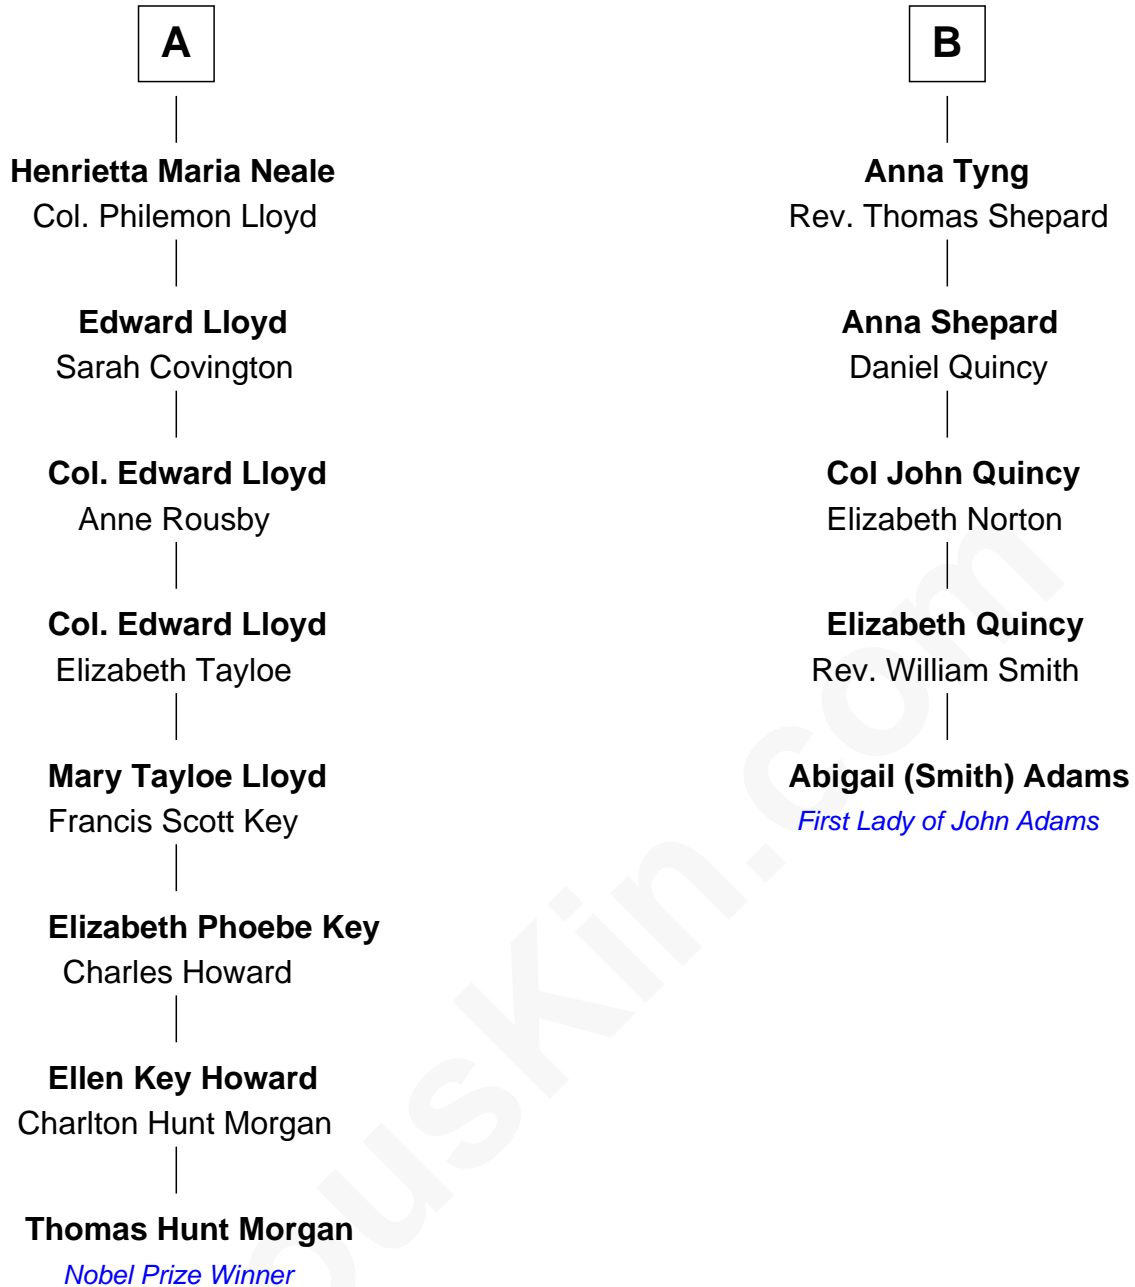 A
Henrietta Maria Neale
Col. Philemon Lloyd
Edward Lloyd
Sarah Covington
Col. Edward Lloyd
Anne Rousby
Col. Edward Lloyd
Elizabeth Tayloe
Mary Tayloe Lloyd
Francis Scott Key
Elizabeth Phoebe Key
Charles Howard
Ellen Key Howard
Charlton Hunt Morgan
Thomas Hunt Morgan
Nobel Prize Winner
B
Anna Tyng
Rev. Thomas Shepard
Anna Shepard
Daniel Quincy
Col John Quincy
Elizabeth Norton
Elizabeth Quincy
Rev. William Smith
Abigail (Smith) Adams
First Lady of John Adams
ousKin.com